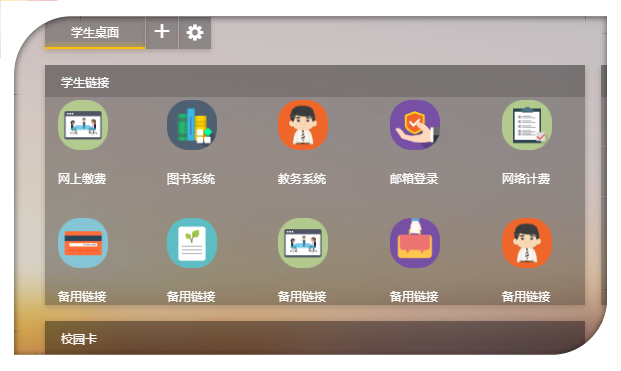 学生桌面
学生链接
网上缴费 图书系统 教务系统 邮箱登录 网络计费
备用链接 备用链接 备用链接 备用链接 备用链接
校园卡